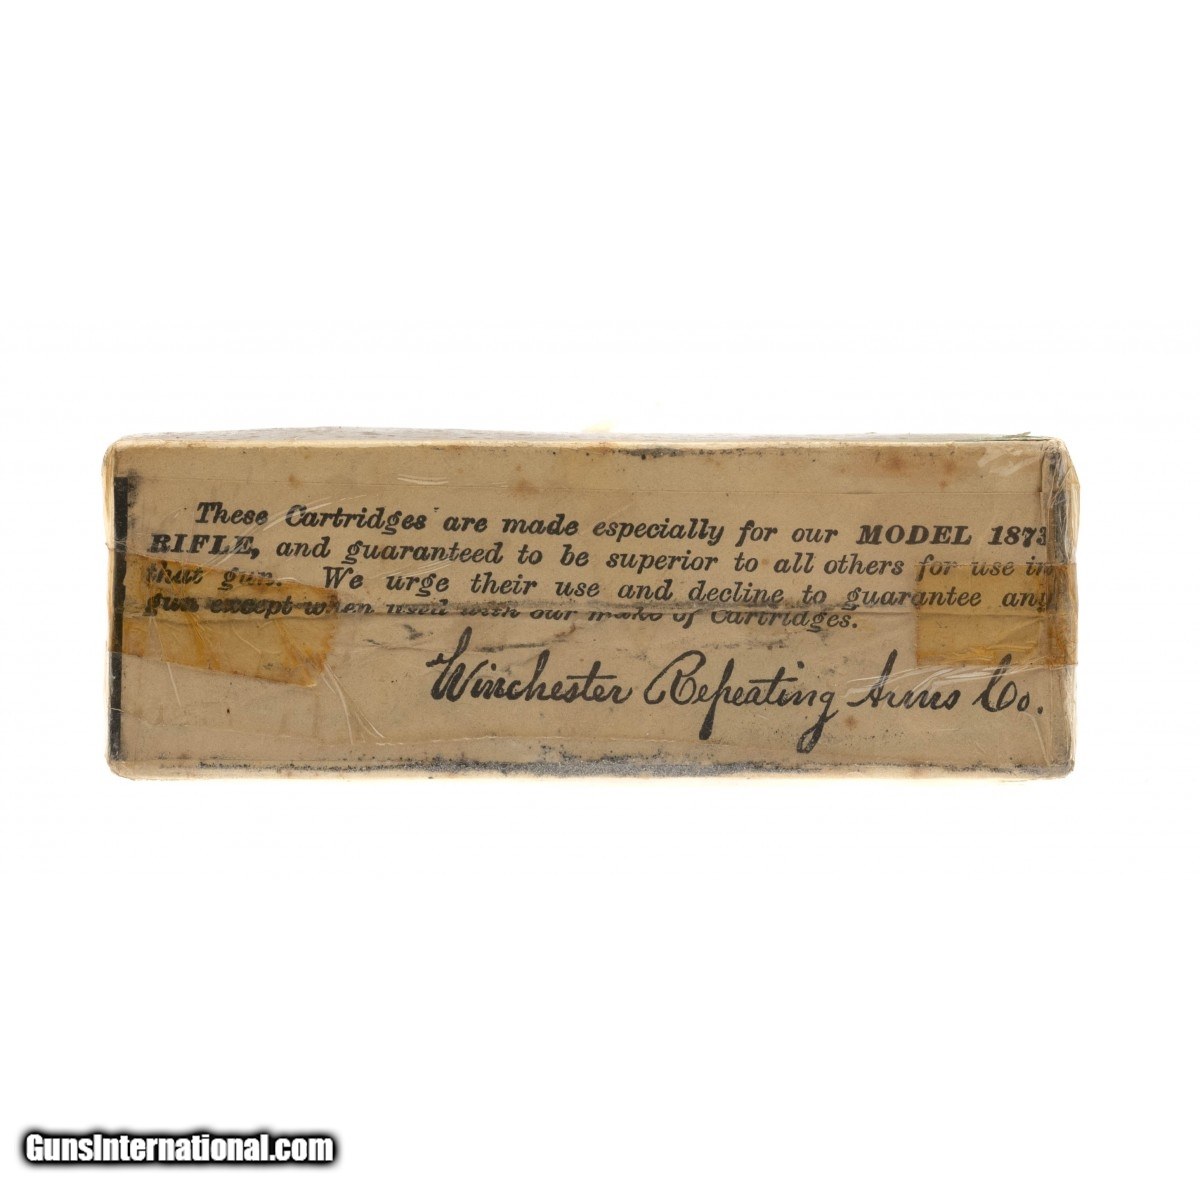 These Cartridges are made especially for our MODEL 1873
RIFLE, and guaranteed to be superior to all others for use in
that gun. We urge their use and decline to guarantee any
gun except when used with our make of Cartridges.
Winchester Repeating Arms Co.
GunsInternational.com